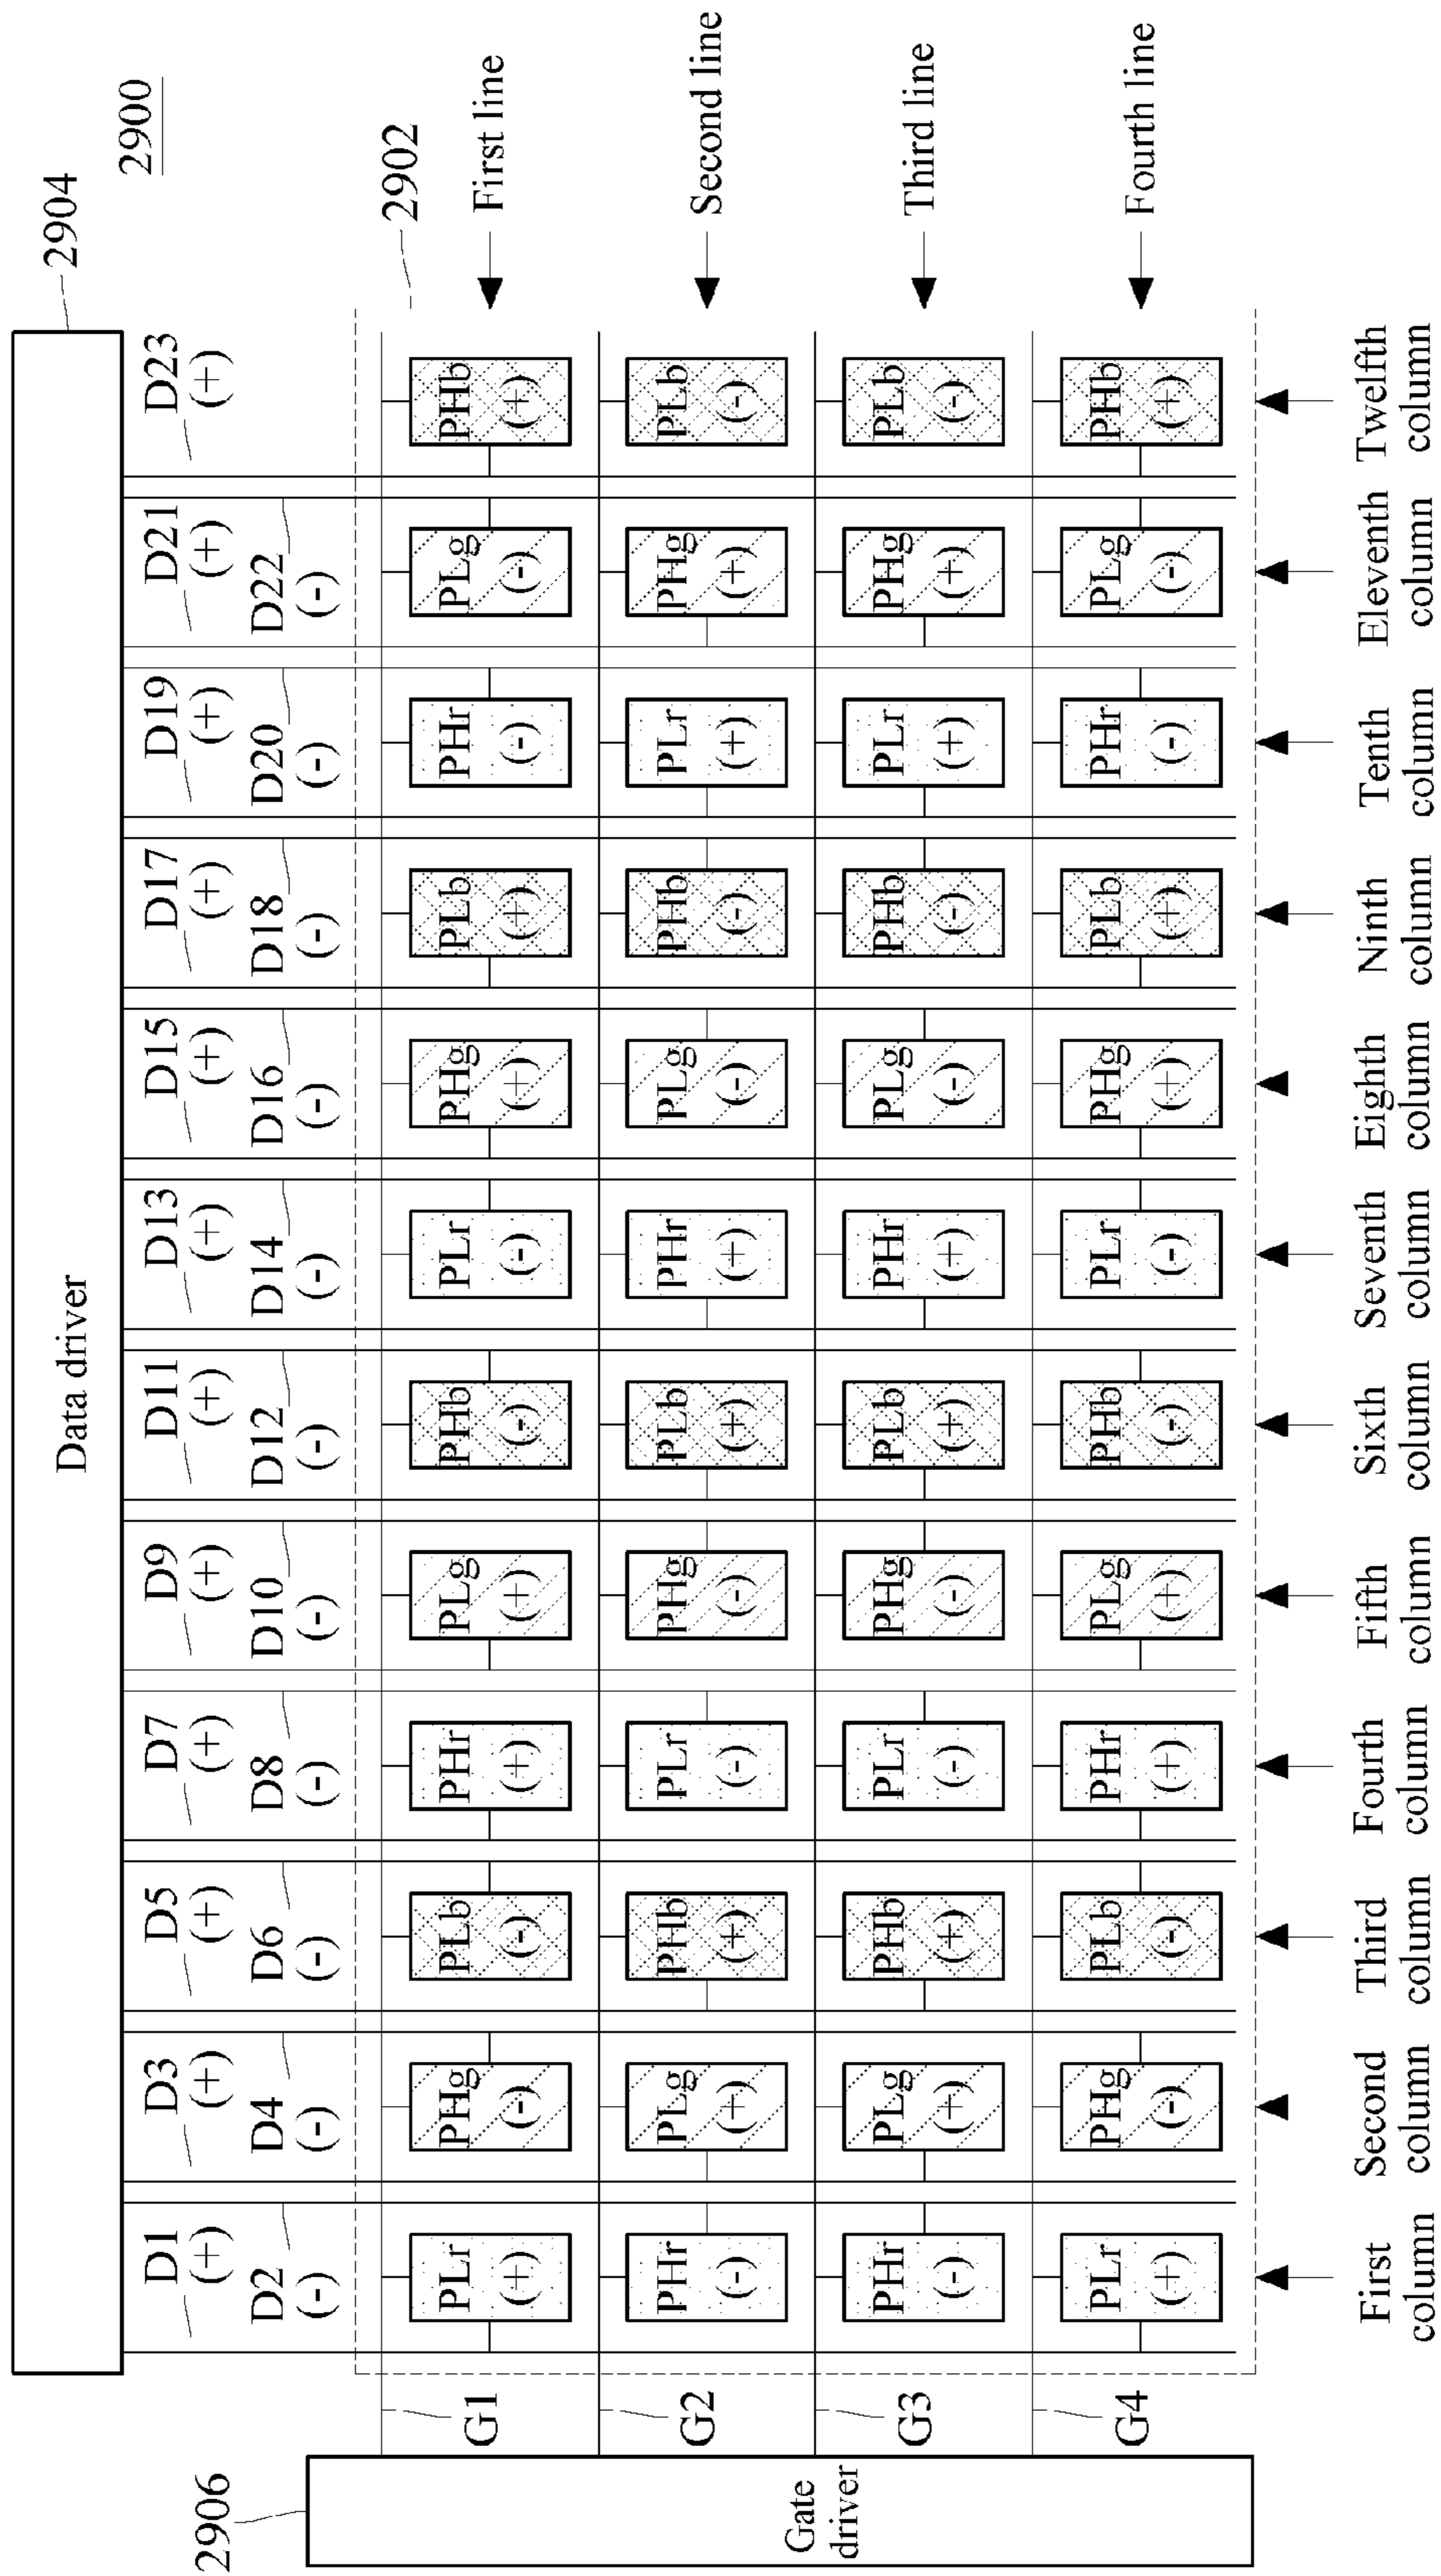 2900
2904
Data driver
D1 (+) D3 (+) D5 (+) D7 (+) D9 (+) D11 (+) D13 (+) D15 (+) D17 (+) D19 (+) D21 (+) D23 (+)
D2 (-) D4 (-) D6 (-) D8 (-) D10 (-) D12 (-) D14 (-) D16 (-) D18 (-) D20 (-) D22 (-)
2902
2906
Gate
driver
G1
PLr (+) PHg (-) PLb (-) PHr (+) PLg (+) PHb (-) PLr (-) PHg (+) PLb (+) PHr (-) PLg (-) PHb (+)
First line
G2
PHr (-) PLg (+) PHb (+) PLr (-) PHg (-) PLb (+) PHr (+) PLg (-) PHb (-) PLr (+) PHg (+) PLb (-)
Second line
G3
PHr (-) PLg (+) PHb (+) PLr (-) PHg (-) PLb (+) PHr (+) PLg (-) PHb (-) PLr (+) PHg (+) PLb (-)
Third line
G4
PLr (+) PHg (-) PLb (-) PHr (+) PLg (+) PHb (-) PLr (-) PHg (+) PLb (+) PHr (-) PLg (-) PHb (+)
Fourth line
First Second Third Fourth Fifth Sixth Seventh Eighth Ninth Tenth Eleventh Twelfth
column column column column column column column column column column column column